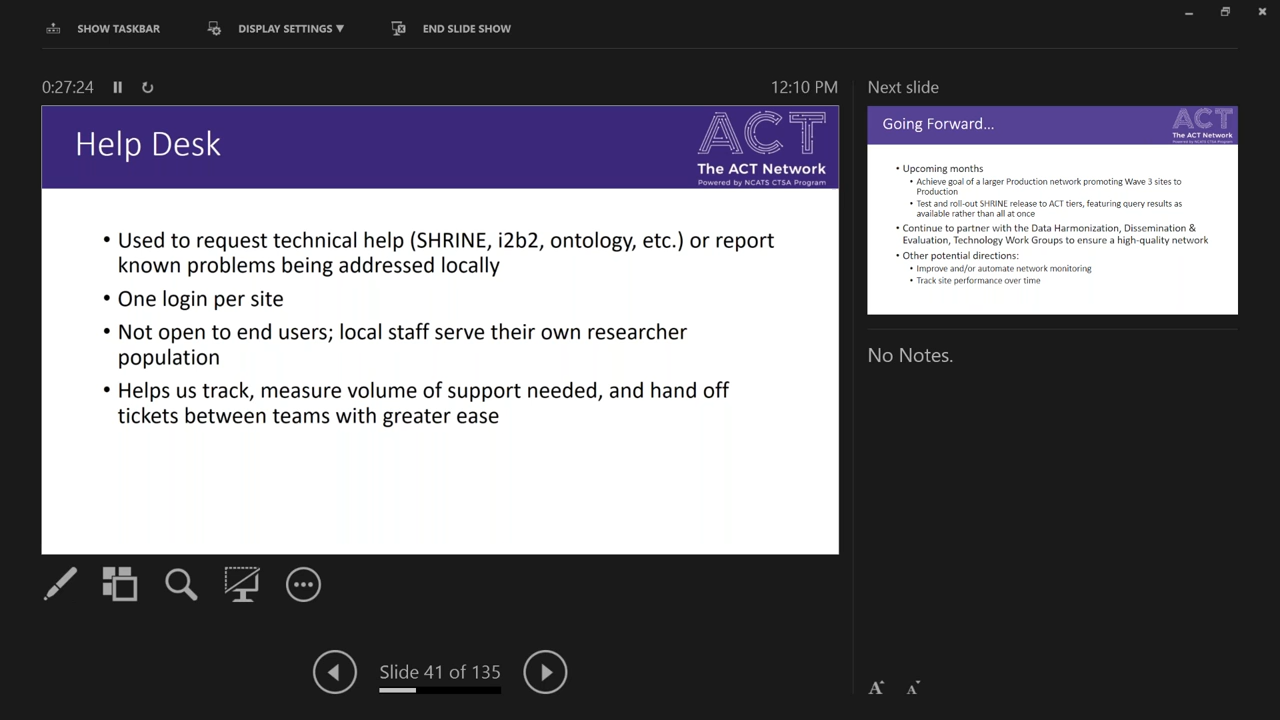 SHOW TASKBAR
DISPLAY SETTINGS ▼
END SLIDE SHOW
0:27:24
12:10 PM
Help Desk
ACT
The ACT Network
Powered by NCATS CTSA Program
• Used to request technical help (SHRINE, i2b2, ontology, etc.) or report
known problems being addressed locally
• One login per site
• Not open to end users; local staff serve their own researcher
population
• Helps us track, measure volume of support needed, and hand off
tickets between teams with greater ease
Slide 41 of 135
Next slide
Going Forward...
ACT
The ACT Network
Powered by NCATS CTSA Program
• Upcoming months
• Achieve goal of a larger Production network promoting Wave 3 sites to
Production
• Test and roll-out SHRINE release to ACT tiers, featuring query results as
available rather than all at once
• Continue to partner with the Data Harmonization, Dissemination &
Evaluation, Technology Work Groups to ensure a high-quality network
• Other potential directions:
• Improve and/or automate network monitoring
• Track site performance over time
No Notes.
A
A